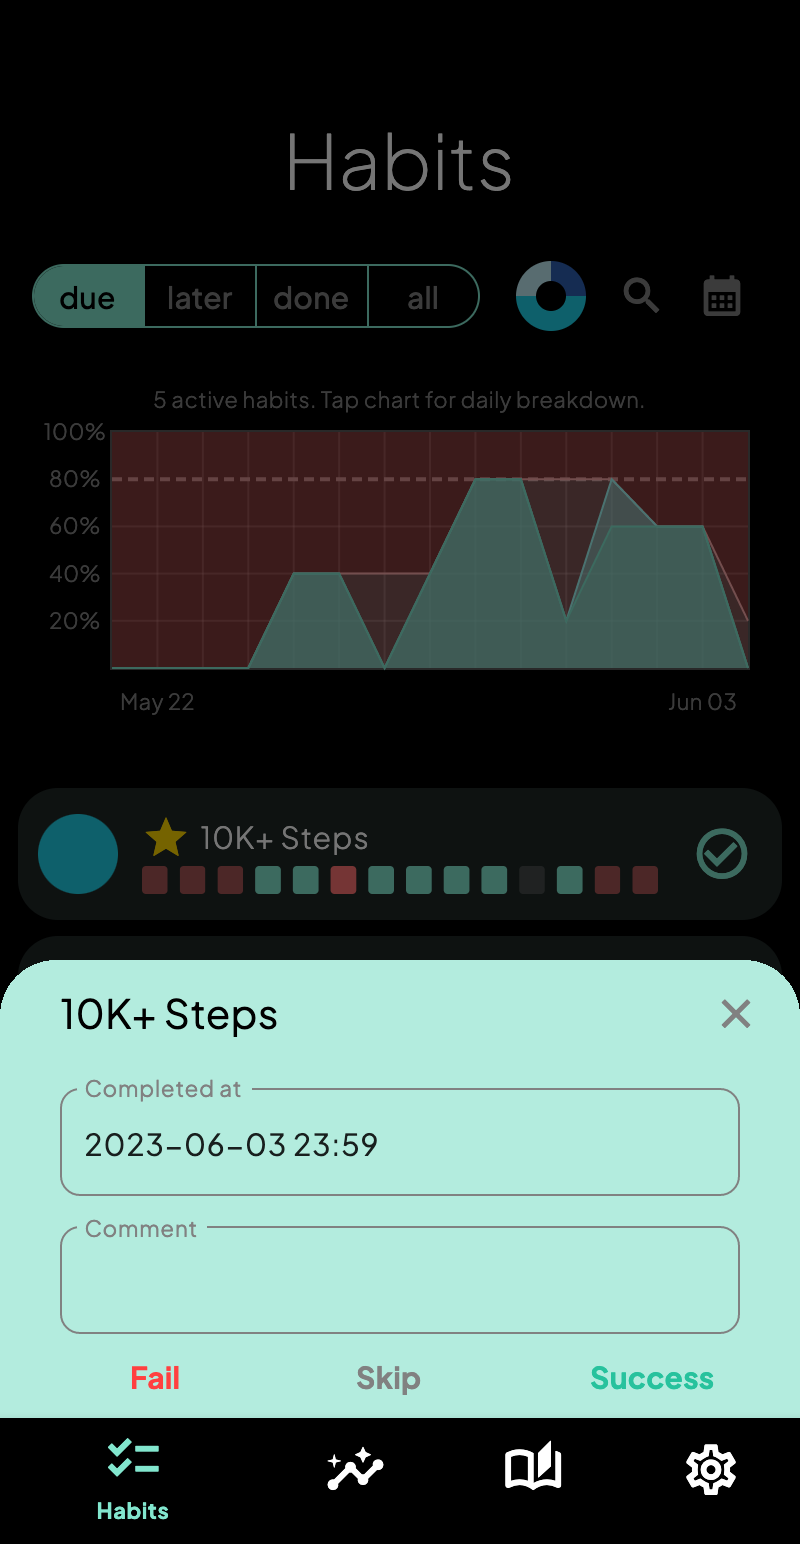 Habits
due later done all
5 active habits. Tap chart for daily breakdown.
100%
80%
60%
40%
20%
May 22 Jun 03
10K+ Steps
10K+ Steps
Completed at
2023-06-03 23:59
Comment
Fail Skip Success
Habits